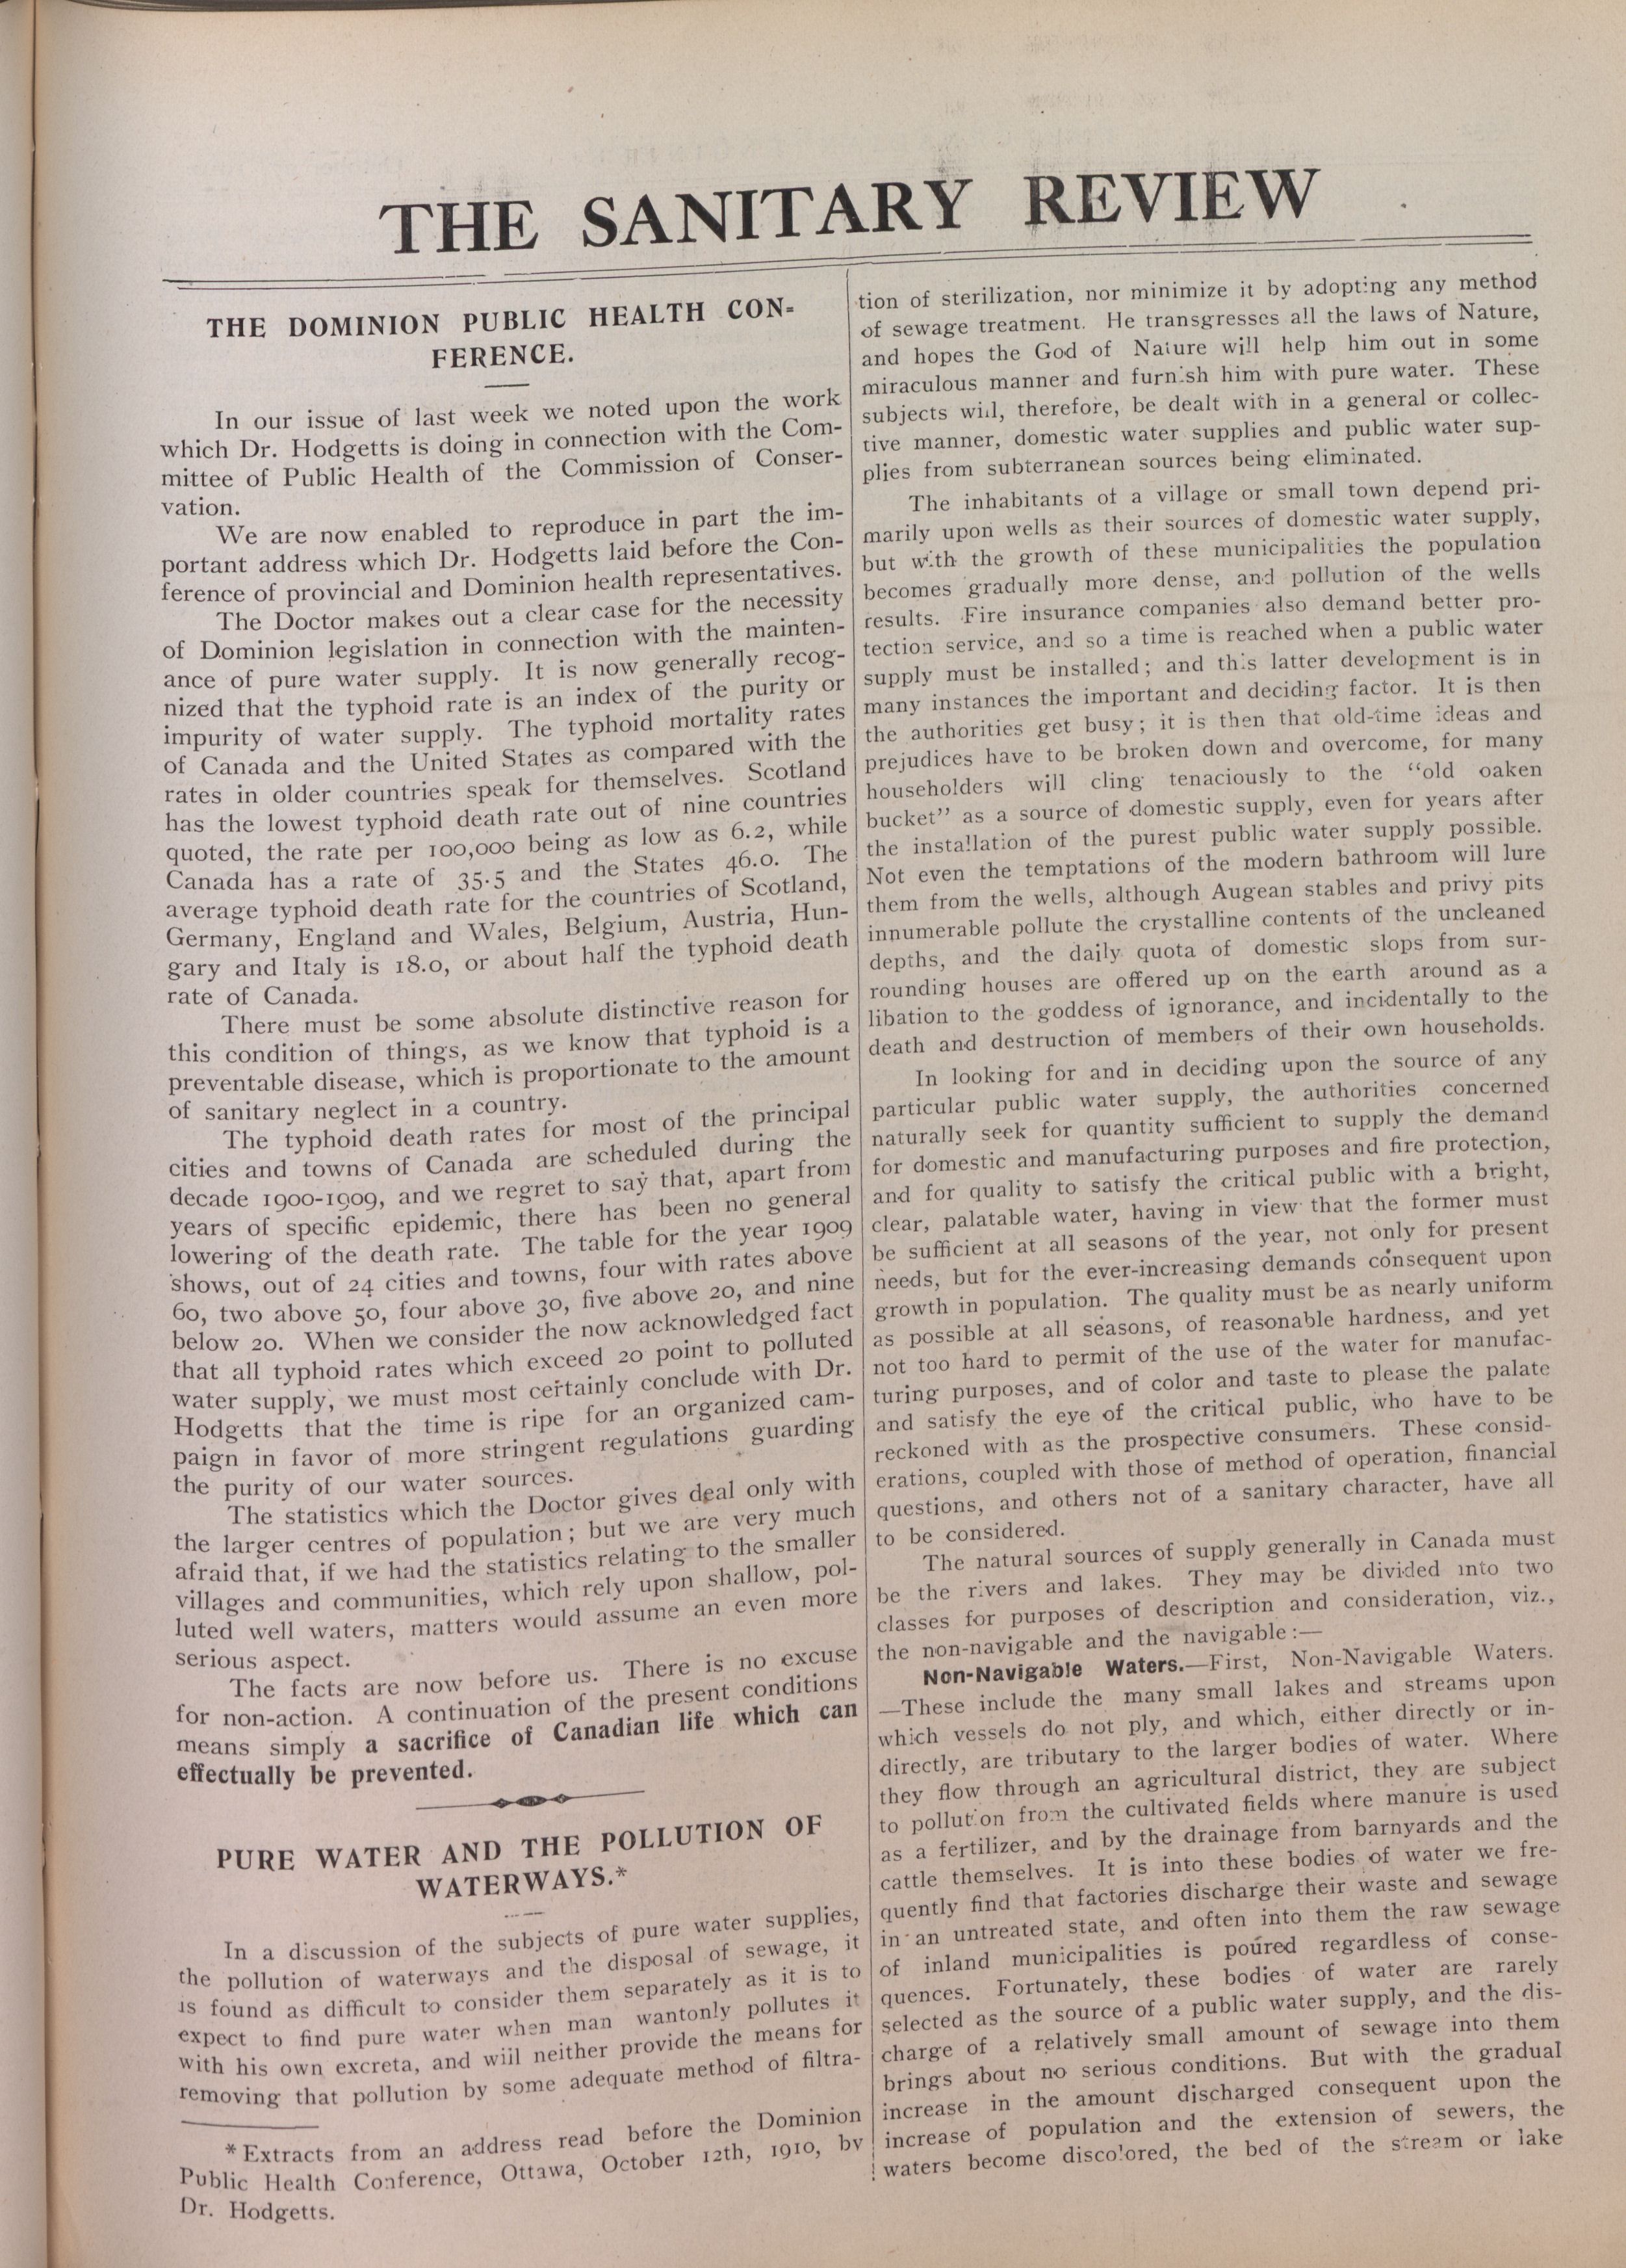 THE SANITARY REVIEW
THE DOMINION PUBLIC HEALTH CON-
FERENCE.
In our issue of last week we noted upon the work
which Dr. Hodgetts is doing in connection with the Com-
mittee of Public Health of the Commission of Conser-
vation.
We are now enabled to reproduce in part the im-
portant address which Dr. Hodgetts laid before the Con-
ference of provincial and Dominion health representatives.
The Doctor makes out a clear case for the necessity
of Dominion legislation in connection with the mainten-
ance of pure water supply. It is now generally recog-
nized that the typhoid rate is an index of the purity or
impurity of water supply. The typhoid mortality rates
of Canada and the United States as compared with the
rates in older countries speak for themselves. Scotland
has the lowest typhoid death rate out of nine countries
quoted, the rate per 100,000 being as low as 6.2, while
Canada has a rate of 35.5 and the States 46.0. The
average typhoid death rate for the countries of Scotland,
Germany, England and Wales, Belgium, Austria, Hun-
gary and Italy is 18.0, or about half the typhoid death
rate of Canada.
There must be some absolute distinctive reason for
this condition of things, as we know that typhoid is a
preventable disease, which is proportionate to the amount
of sanitary neglect in a country.
The typhoid death rates for most of the principal
cities and towns of Canada are scheduled during the
decade 1900-1909, and we regret to say that, apart from
years of specific epidemic, there has been no general
lowering of the death rate. The table for the year 1909
shows, out of 24 cities and towns, four with rates above
60, two above 50, four above 30, five above 20, and nine
below 20. When we consider the now acknowledged fact
that all typhoid rates which exceed 20 point to polluted
water supply, we must most certainly conclude with Dr.
Hodgetts that the time is ripe for an organized cam-
paign in favor of more stringent regulations guarding
the purity of our water sources.
The statistics which the Doctor gives deal only with
the larger centres of population; but we are very much
afraid that, if we had the statistics relating to the smaller
villages and communities, which rely upon shallow, pol-
luted well waters, matters would assume an even more
serious aspect.
The facts are now before us. There is no excuse
for non-action. A continuation of the present conditions
means simply a sacrifice of Canadian life which can
effectually be prevented.
PURE WATER AND THE POLLUTION OF
WATERWAYS.*
In a discussion of the subjects of pure water supplies,
the pollution of waterways and the disposal of sewage, it
is found as difficult to consider them separately as it is to
expect to find pure water when man wantonly pollutes it
with his own excreta, and will neither provide the means for
removing that pollution by some adequate method of filtra-
*Extracts from an address read before the Dominion
Public Health Conference, Ottawa, October 12th, 1910, by
Dr. Hodgetts.
tion of sterilization, nor minimize it by adopting any method
of sewage treatment. He transgresses all the laws of Nature,
and hopes the God of Nature will help him out in some
miraculous manner and furnish him with pure water. These
subjects will, therefore, be dealt with in a general or collec-
tive manner, domestic water supplies and public water sup-
plies from subterranean sources being eliminated.
The inhabitants of a village or small town depend pri-
marily upon wells as their sources of domestic water supply,
but with the growth of these municipalities the population
becomes gradually more dense, and pollution of the wells
results. Fire insurance companies also demand better pro-
tection service, and so a time is reached when a public water
supply must be installed; and this latter development is in
many instances the important and deciding factor. It is then
the authorities get busy; it is then that old-time ideas and
prejudices have to be broken down and overcome, for many
householders will cling tenaciously to the "old oaken
bucket" as a source of domestic supply, even for years after
the installation of the purest public water supply possible.
Not even the temptations of the modern bathroom will lure
them from the wells, although Augean stables and privy pits
innumerable pollute the crystalline contents of the uncleaned
depths, and the daily quota of domestic slops from sur-
rounding houses are offered up on the earth around as a
libation to the goddess of ignorance, and incidentally to the
death and destruction of members of their own households.
In looking for and in deciding upon the source of any
particular public water supply, the authorities concerned
naturally seek for quantity sufficient to supply the demand
for domestic and manufacturing purposes and fire protection,
and for quality to satisfy the critical public with a bright,
clear, palatable water, having in view that the former must
be sufficient at all seasons of the year, not only for present
needs, but for the ever-increasing demands consequent upon
growth in population. The quality must be as nearly uniform
as possible at all seasons, of reasonable hardness, and yet
not too hard to permit of the use of the water for manufac-
turing purposes, and of color and taste to please the palate
and satisfy the eye of the critical public, who have to be
reckoned with as the prospective consumers. These consid-
erations, coupled with those of method of operation, financial
questions, and others not of a sanitary character, have all
to be considered.
The natural sources of supply generally in Canada must
be the rivers and lakes. They may be divided into two
classes for purposes of description and consideration, viz.,
the non-navigable and the navigable:—
Non-Navigable Waters.—First, Non-Navigable Waters.
—These include the many small lakes and streams upon
which vessels do not ply, and which, either directly or in-
directly, are tributary to the larger bodies of water. Where
they flow through an agricultural district, they are subject
to pollution from the cultivated fields where manure is used
as a fertilizer, and by the drainage from barnyards and the
cattle themselves. It is into these bodies of water we fre-
quently find that factories discharge their waste and sewage
in an untreated state, and often into them the raw sewage
of inland municipalities is poured regardless of conse-
quences. Fortunately, these bodies of water are rarely
selected as the source of a public water supply, and the dis-
charge of a relatively small amount of sewage into them
brings about no serious conditions. But with the gradual
increase in the amount discharged consequent upon the
increase of population and the extension of sewers, the
waters become discolored, the bed of the stream or lake